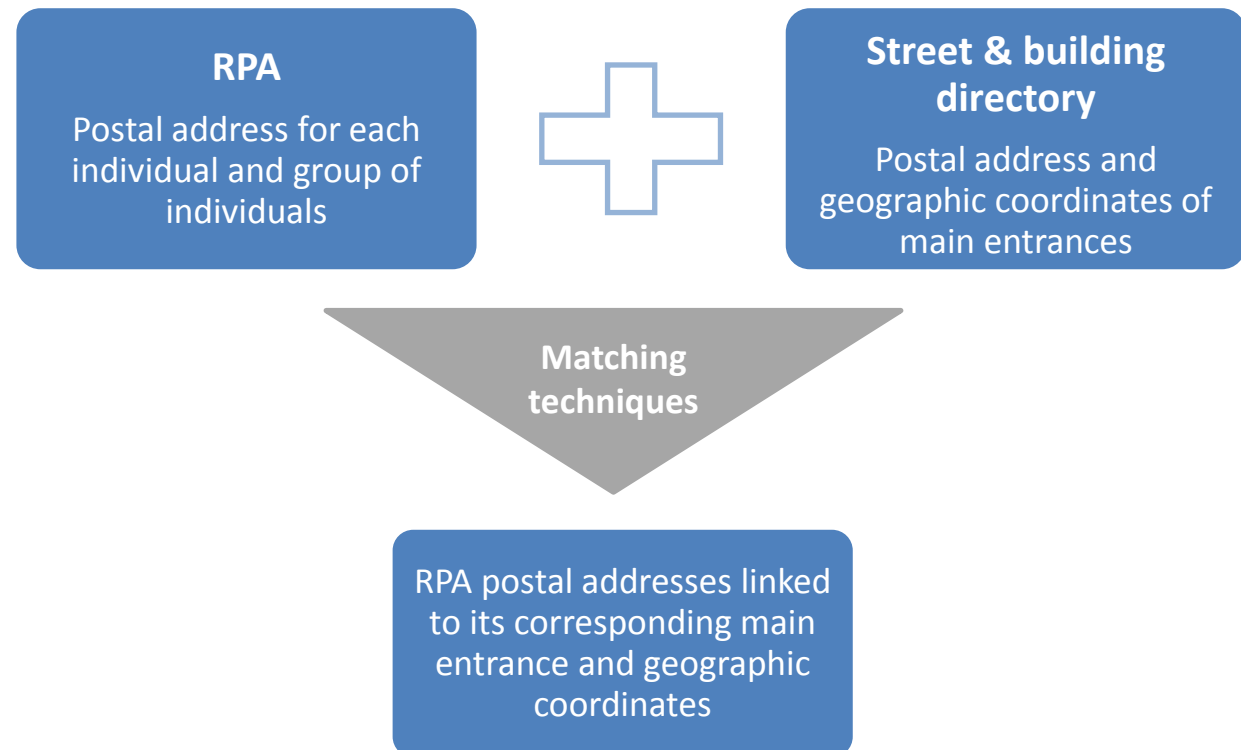 RPA
Postal address for each
individual and group of
individuals
Street & building
directory
Postal address and
geographic coordinates of
main entrances
Matching
techniques
RPA postal addresses linked
to its corresponding main
entrance and geographic
coordinates